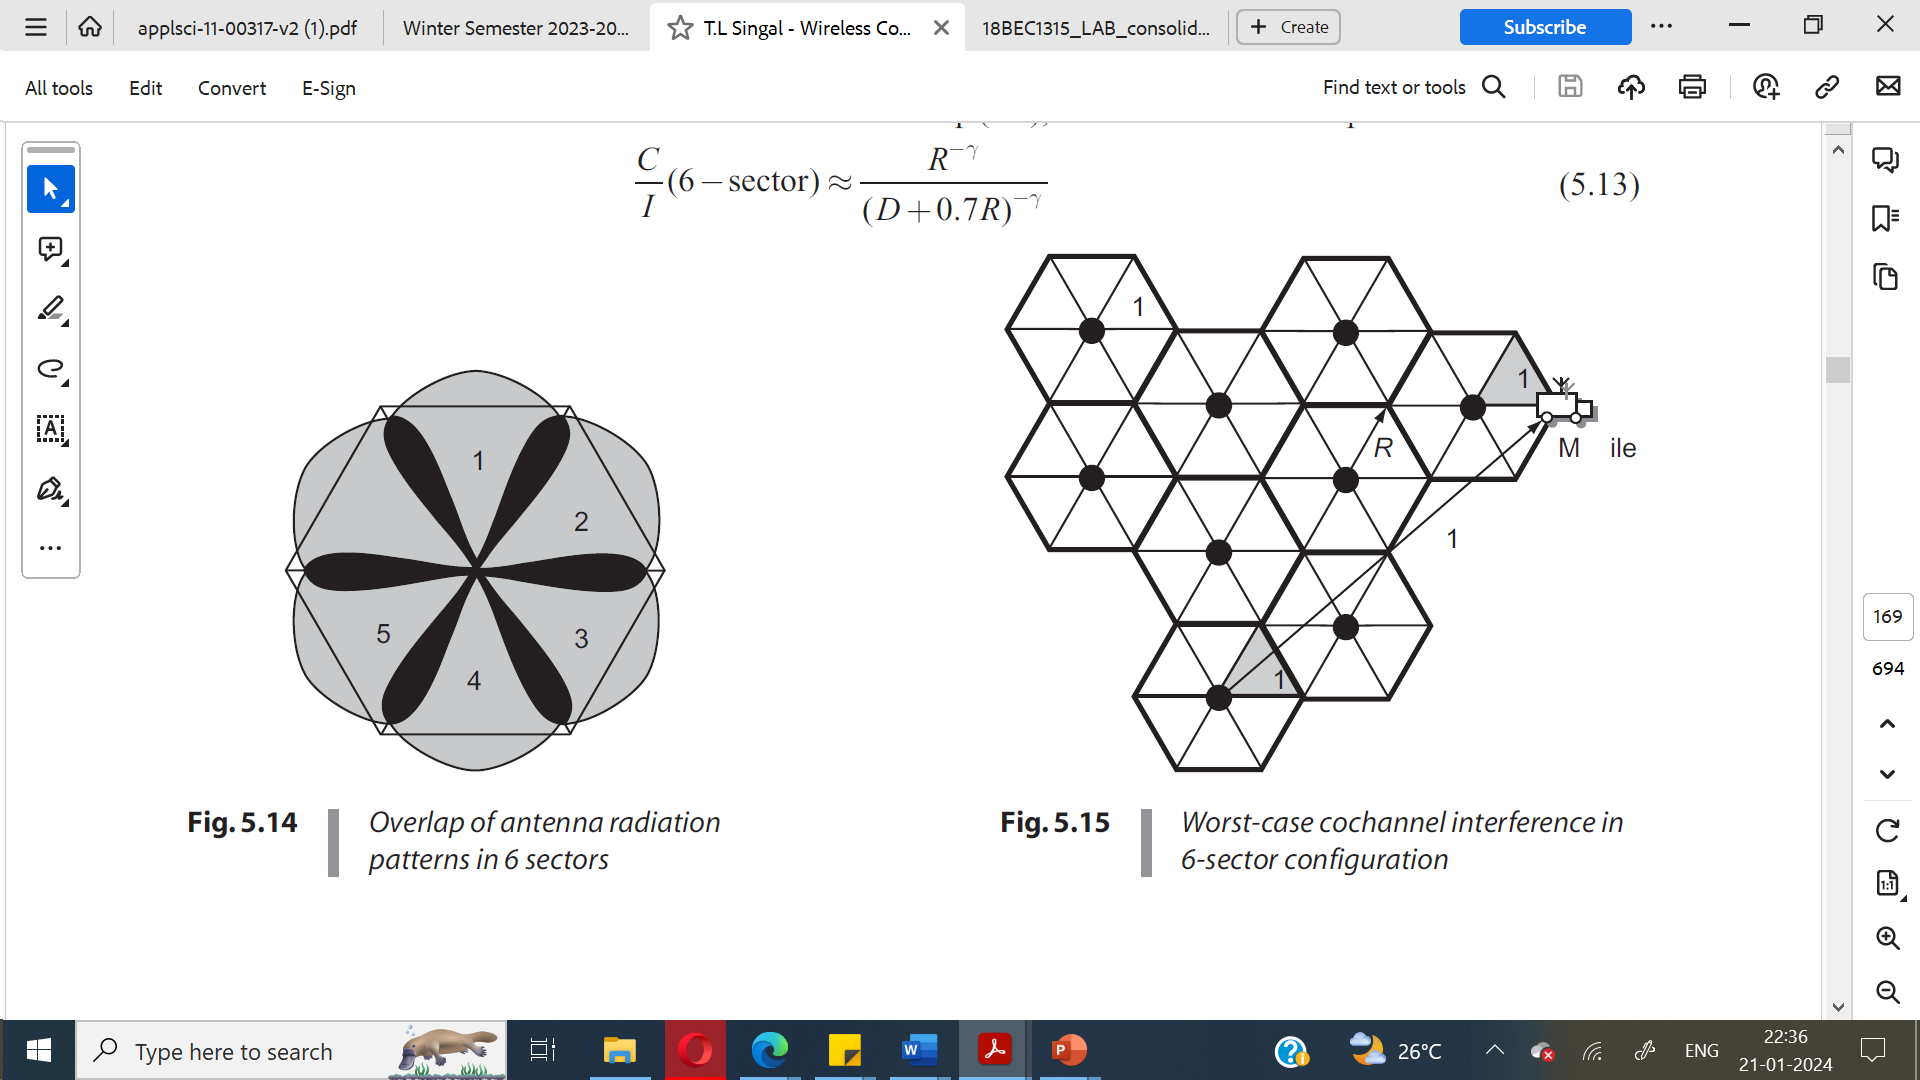 applsci-11-00317-v2 (1).pdf
Winter Semester 2023-20...
T.L Singal - Wireless Co...
18BEC1315_LAB_consolid...
+ Create
Subscribe
All tools
Edit
Convert
E-Sign
Find text or tools
C/I (6 − sector) ≈ R^−γ / (D + 0.7R)^−γ
(5.13)
1
1
R
M ile
1
1
1
2
5
3
4
Fig. 5.14
Overlap of antenna radiation
patterns in 6 sectors
Fig. 5.15
Worst-case cochannel interference in
6-sector configuration
169
694
1:1
Type here to search
26°C
ENG
22:36
21-01-2024